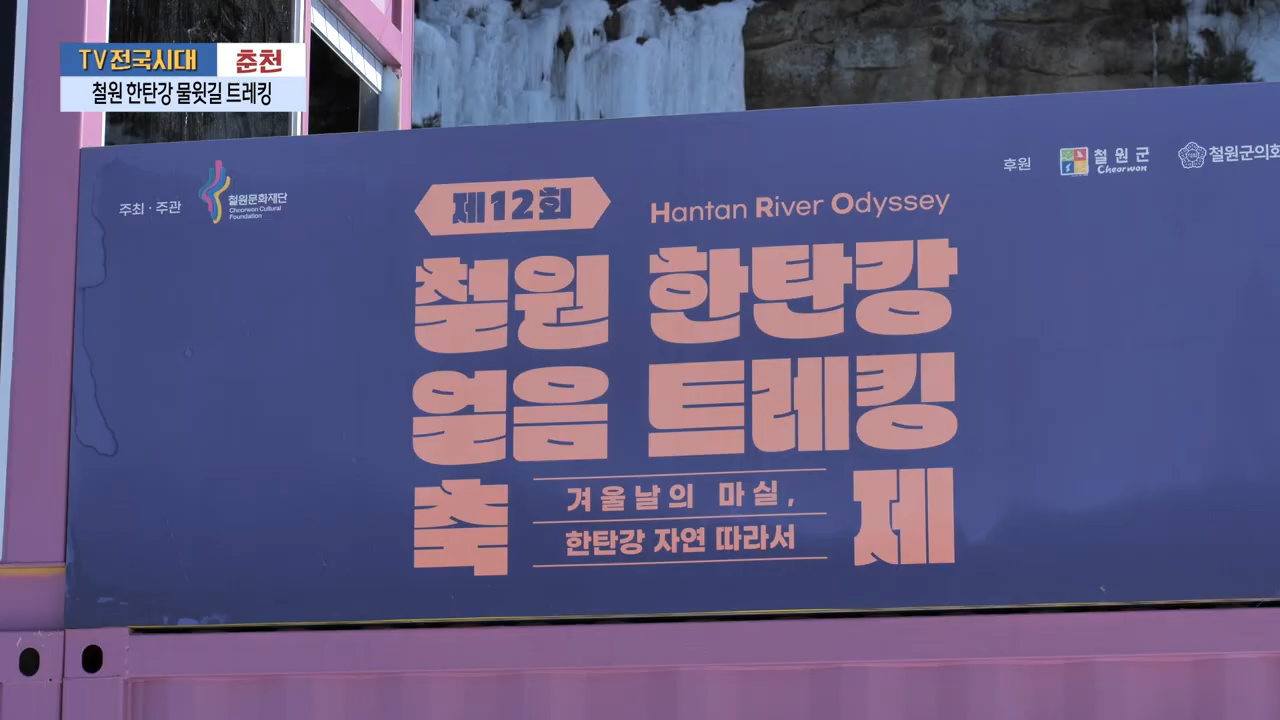 TV전국시대 춘천
철원 한탄강 물윗길 트레킹
주최 · 주관
철원문화재단
Cheorwon Cultural
Foundation
후원
철원군
Cheorwon
철원군의회
제12회
Hantan River Odyssey
철원 한탄강
얼음 트레킹
축제
겨울날의 마실,
한탄강 자연 따라서